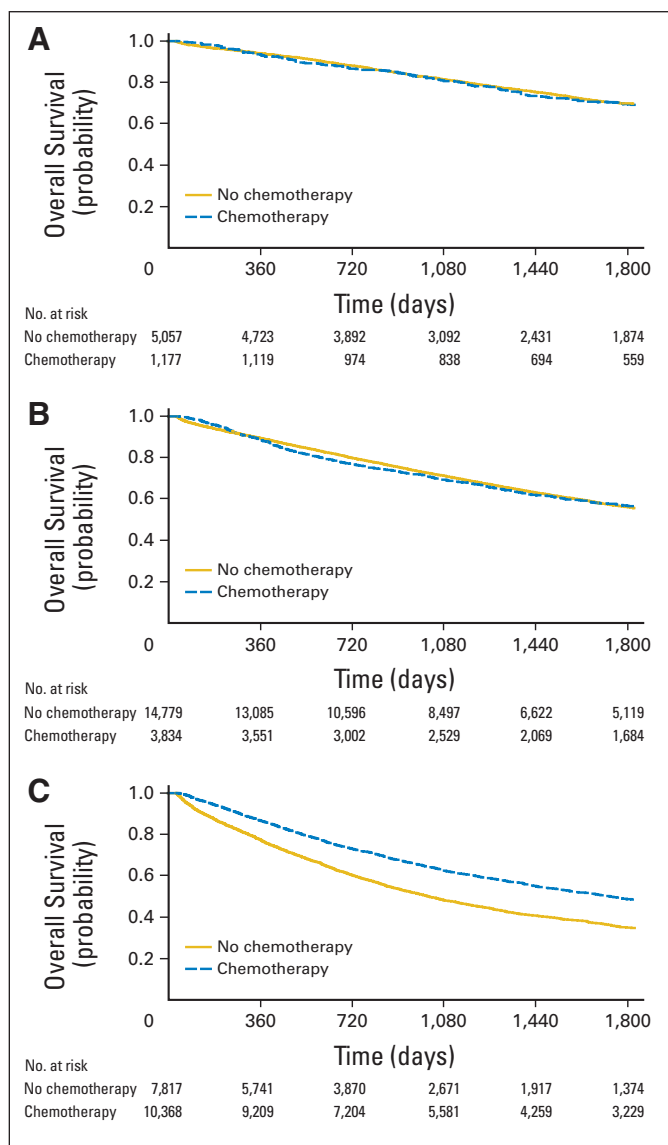 A
1.0
0.8
0.6
0.4
0.2
Overall Survival
(probability)
No chemotherapy
Chemotherapy
0 360 720 1,080 1,440 1,800
Time (days)
No. at risk
No chemotherapy 5,057 4,723 3,892 3,092 2,431 1,874
Chemotherapy 1,177 1,119 974 838 694 559
B
1.0
0.8
0.6
0.4
0.2
Overall Survival
(probability)
No chemotherapy
Chemotherapy
0 360 720 1,080 1,440 1,800
Time (days)
No. at risk
No chemotherapy 14,779 13,085 10,596 8,497 6,622 5,119
Chemotherapy 3,834 3,551 3,002 2,529 2,069 1,684
C
1.0
0.8
0.6
0.4
0.2
Overall Survival
(probability)
No chemotherapy
Chemotherapy
0 360 720 1,080 1,440 1,800
Time (days)
No. at risk
No chemotherapy 7,817 5,741 3,870 2,671 1,917 1,374
Chemotherapy 10,368 9,209 7,204 5,581 4,259 3,229